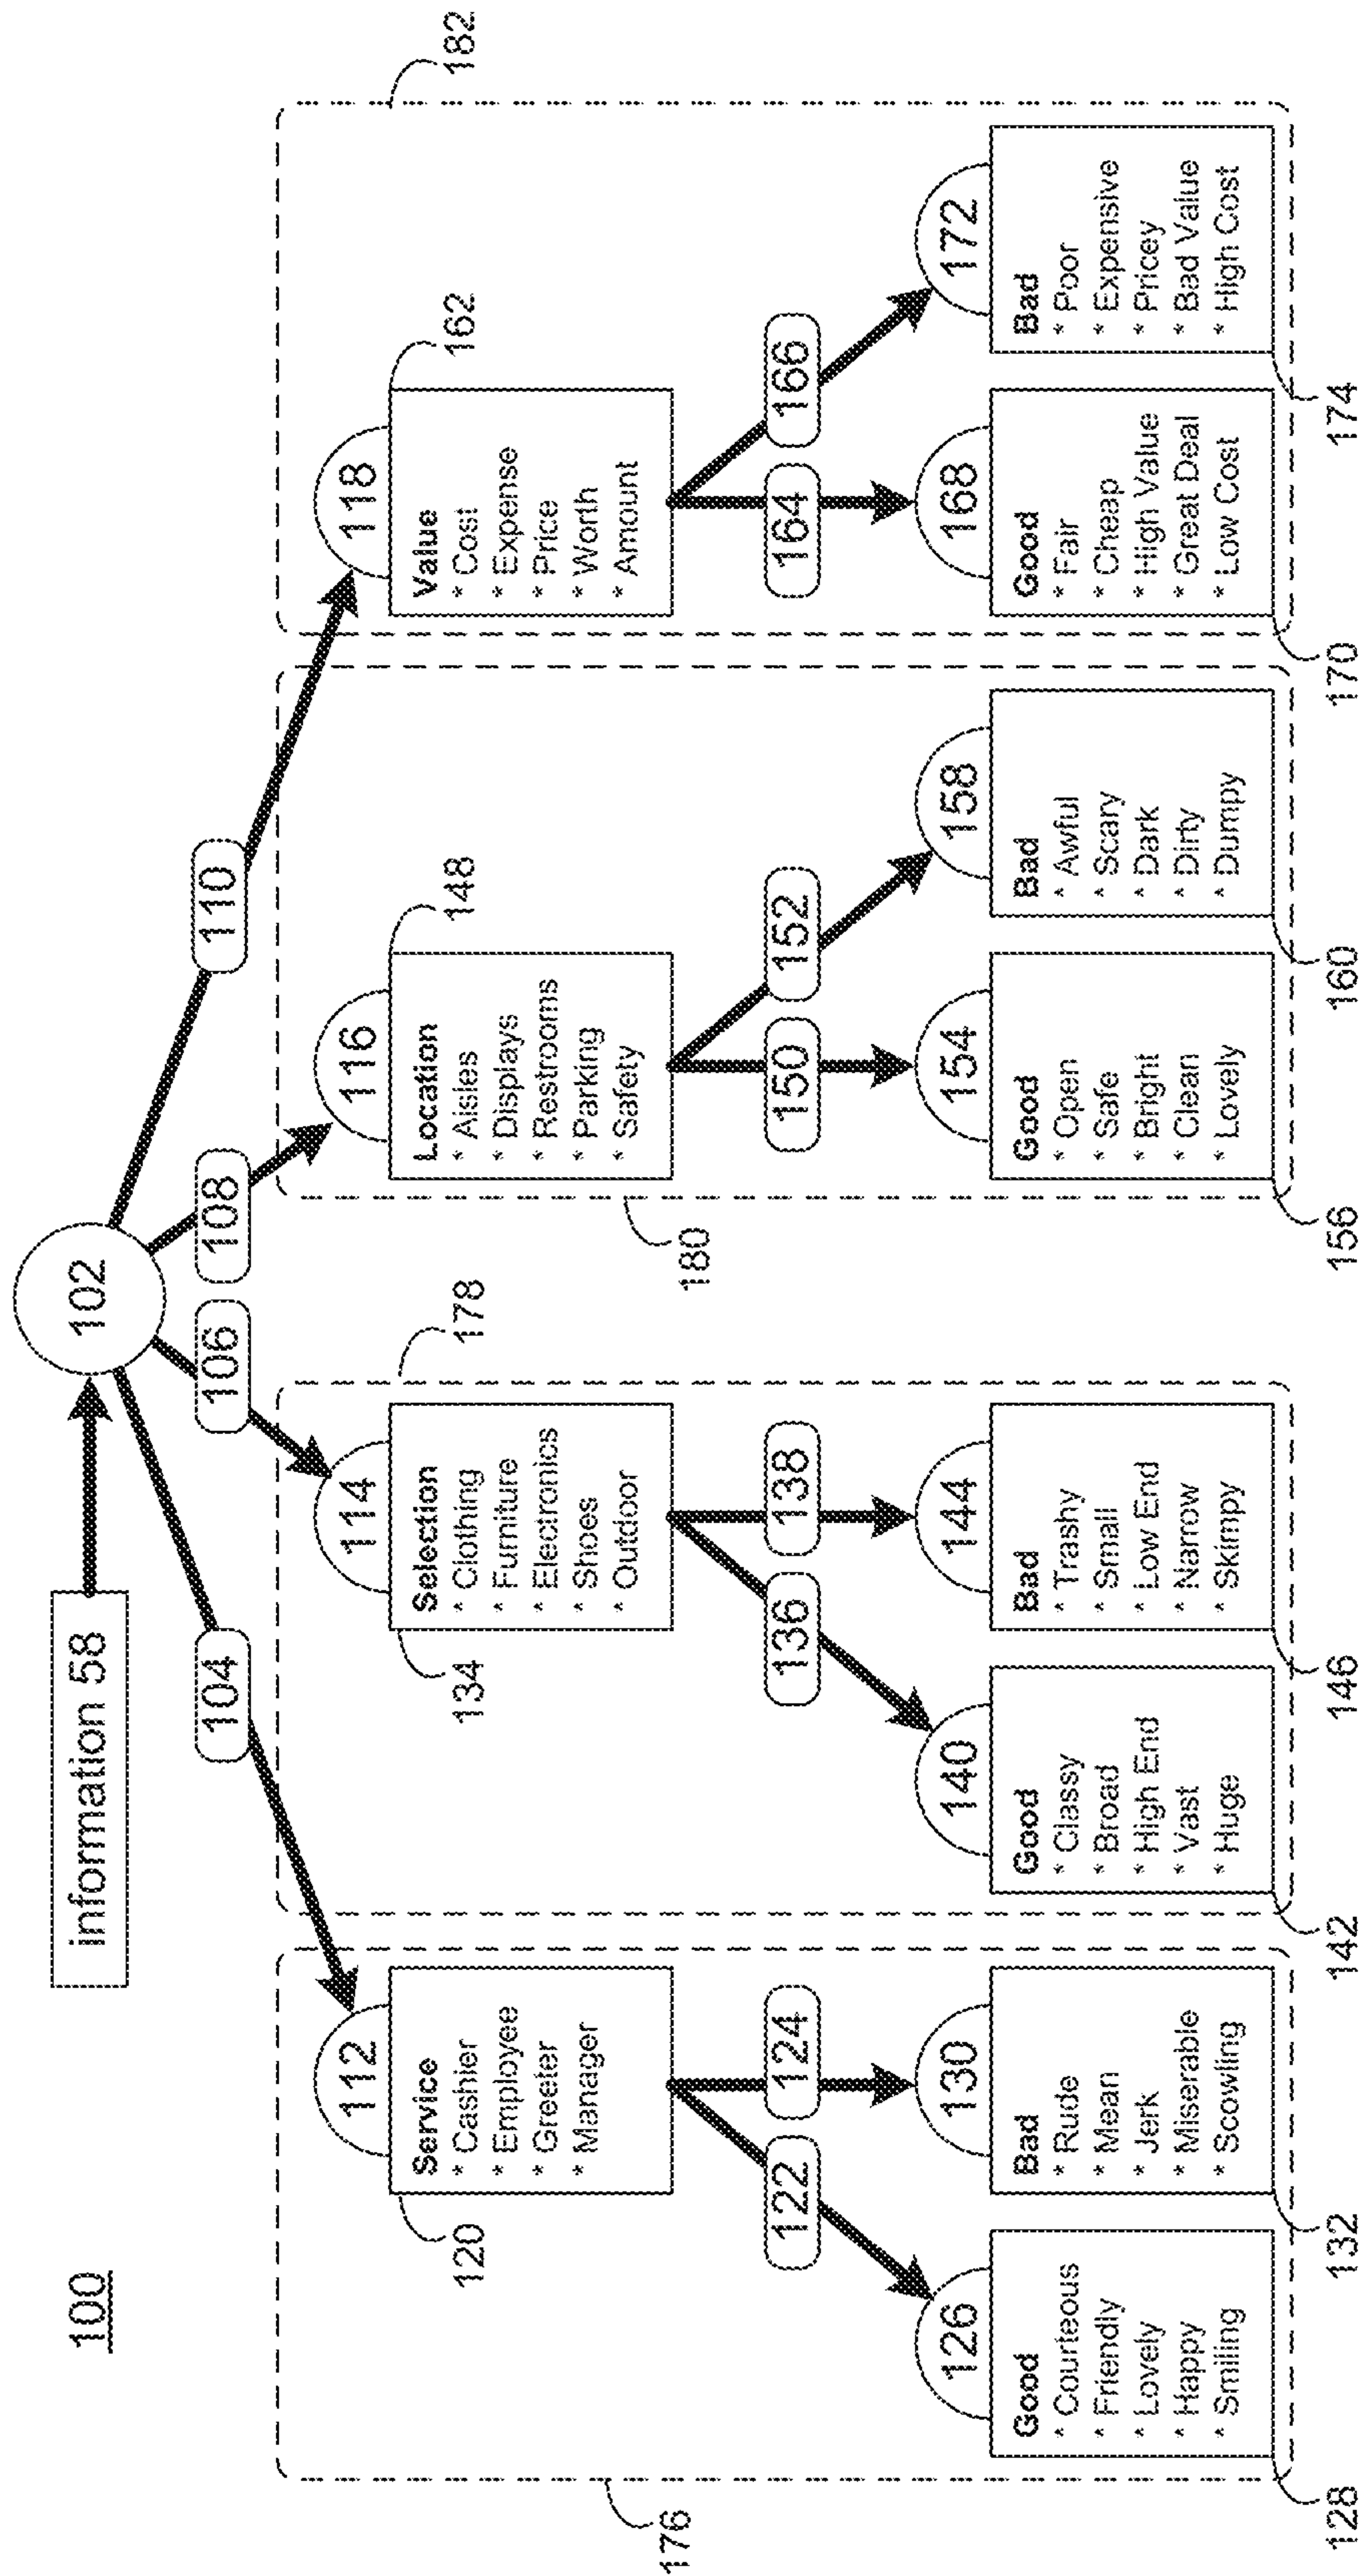 100
information 58
102
104
106
108
110
182
176
112
Service
* Cashier
* Employee
* Greeter
* Manager
120
122
124
126
Good
* Courteous
* Friendly
* Lovely
* Happy
* Smiling
128
130
Bad
* Rude
* Mean
* Jerk
* Miserable
* Scowling
132
178
114
Selection
* Clothing
* Furniture
* Electronics
* Shoes
* Outdoor
134
136
138
140
Good
* Classy
* Broad
* High End
* Vast
* Huge
142
144
Bad
* Trashy
* Small
* Low End
* Narrow
* Skimpy
146
180
116
Location
* Aisles
* Displays
* Restrooms
* Parking
* Safety
148
150
152
154
Good
* Open
* Safe
* Bright
* Clean
* Lovely
156
158
Bad
* Awful
* Scary
* Dark
* Dirty
* Dumpy
160
118
Value
* Cost
* Expense
* Price
* Worth
* Amount
162
164
166
168
Good
* Fair
* Cheap
* High Value
* Great Deal
* Low Cost
170
172
Bad
* Poor
* Expensive
* Pricey
* Bad Value
* High Cost
174